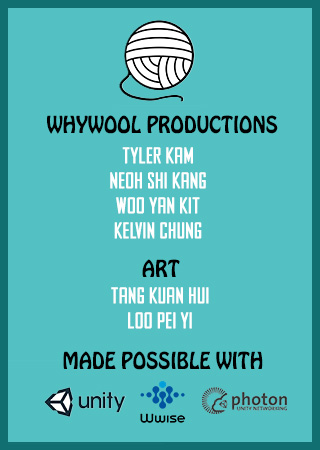 WHYWOOL PRODUCTIONS
TYLER KAM
NEOH SHI KANG
WOO YAN KIT
KELVIN CHUNG
ART
TANG KUAN HUI
LOO PEI YI
MADE POSSIBLE WITH
unity
Wwise
photon
UNITY NETWORKING